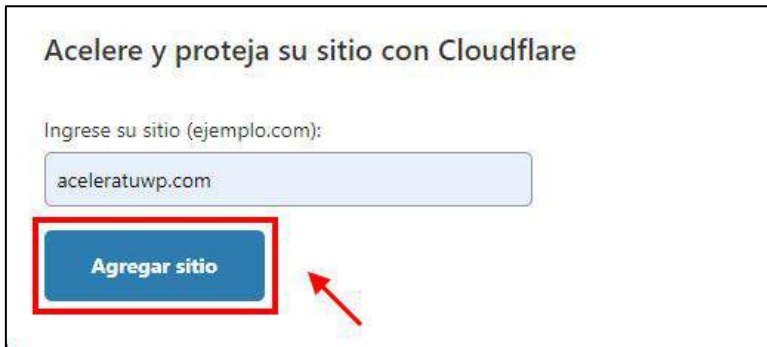 Acelere y proteja su sitio con Cloudflare
Ingrese su sitio (ejemplo.com):
aceleratuwp.com
Agregar sitio